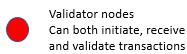 Validator nodes
Can both initiate, receive
and validate transactions